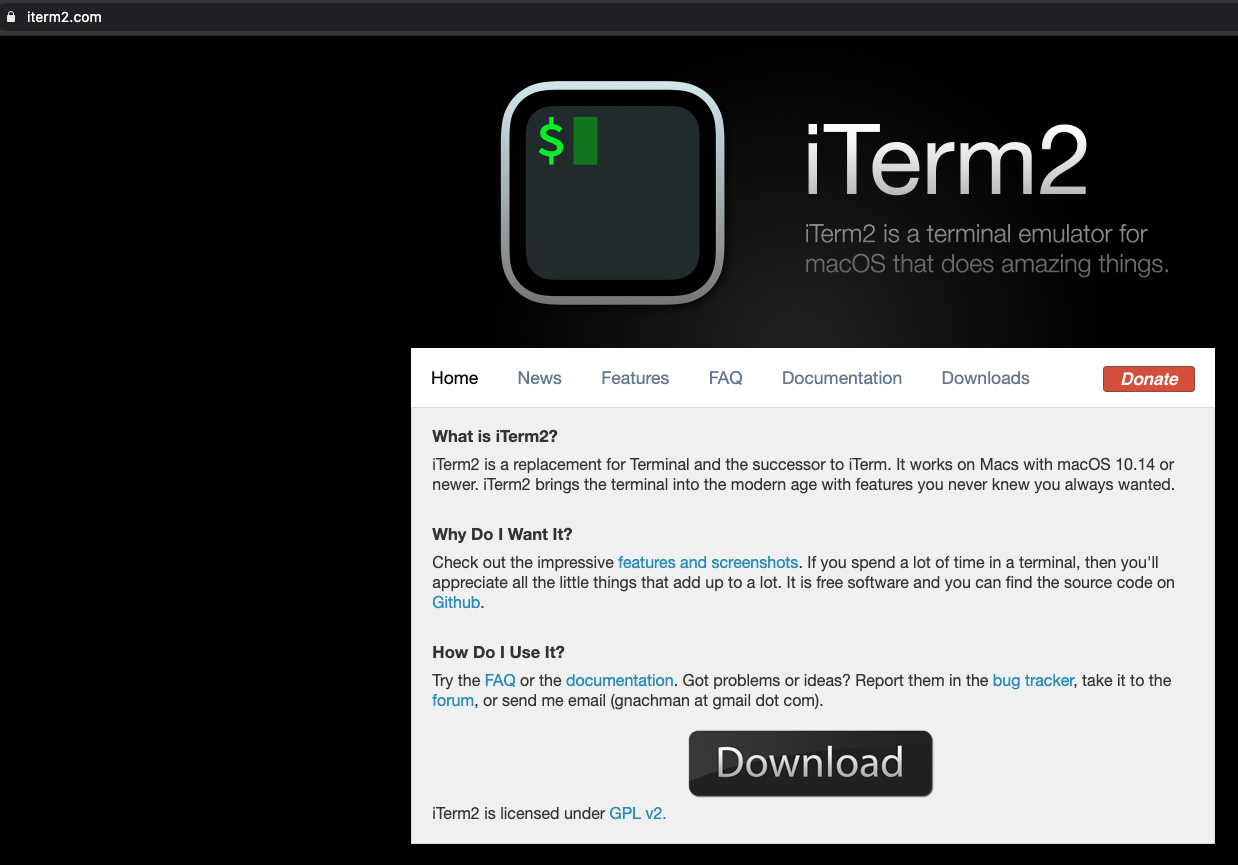 iterm2.com
$
iTerm2
iTerm2 is a terminal emulator for
macOS that does amazing things.
Home News Features FAQ Documentation Downloads Donate
What is iTerm2?
iTerm2 is a replacement for Terminal and the successor to iTerm. It works on Macs with macOS 10.14 or
newer. iTerm2 brings the terminal into the modern age with features you never knew you always wanted.
Why Do I Want It?
Check out the impressive features and screenshots. If you spend a lot of time in a terminal, then you'll
appreciate all the little things that add up to a lot. It is free software and you can find the source code on
Github.
How Do I Use It?
Try the FAQ or the documentation. Got problems or ideas? Report them in the bug tracker, take it to the
forum, or send me email (gnachman at gmail dot com).
Download
iTerm2 is licensed under GPL v2.